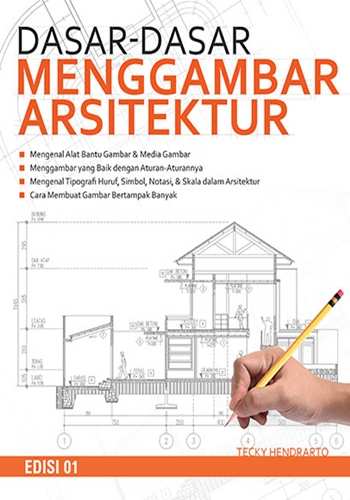 DASAR-DASAR
MENGGAMBAR
ARSITEKTUR
Mengenal Alat Bantu Gambar & Media Gambar
Menggambar yang Baik dengan Aturan-Aturannya
Mengenal Tipografi Huruf, Simbol, Notasi, & Skala dalam Arsitektur
Cara Membuat Gambar Bertampak Banyak
TECKY HENDRARTO
EDISI 01